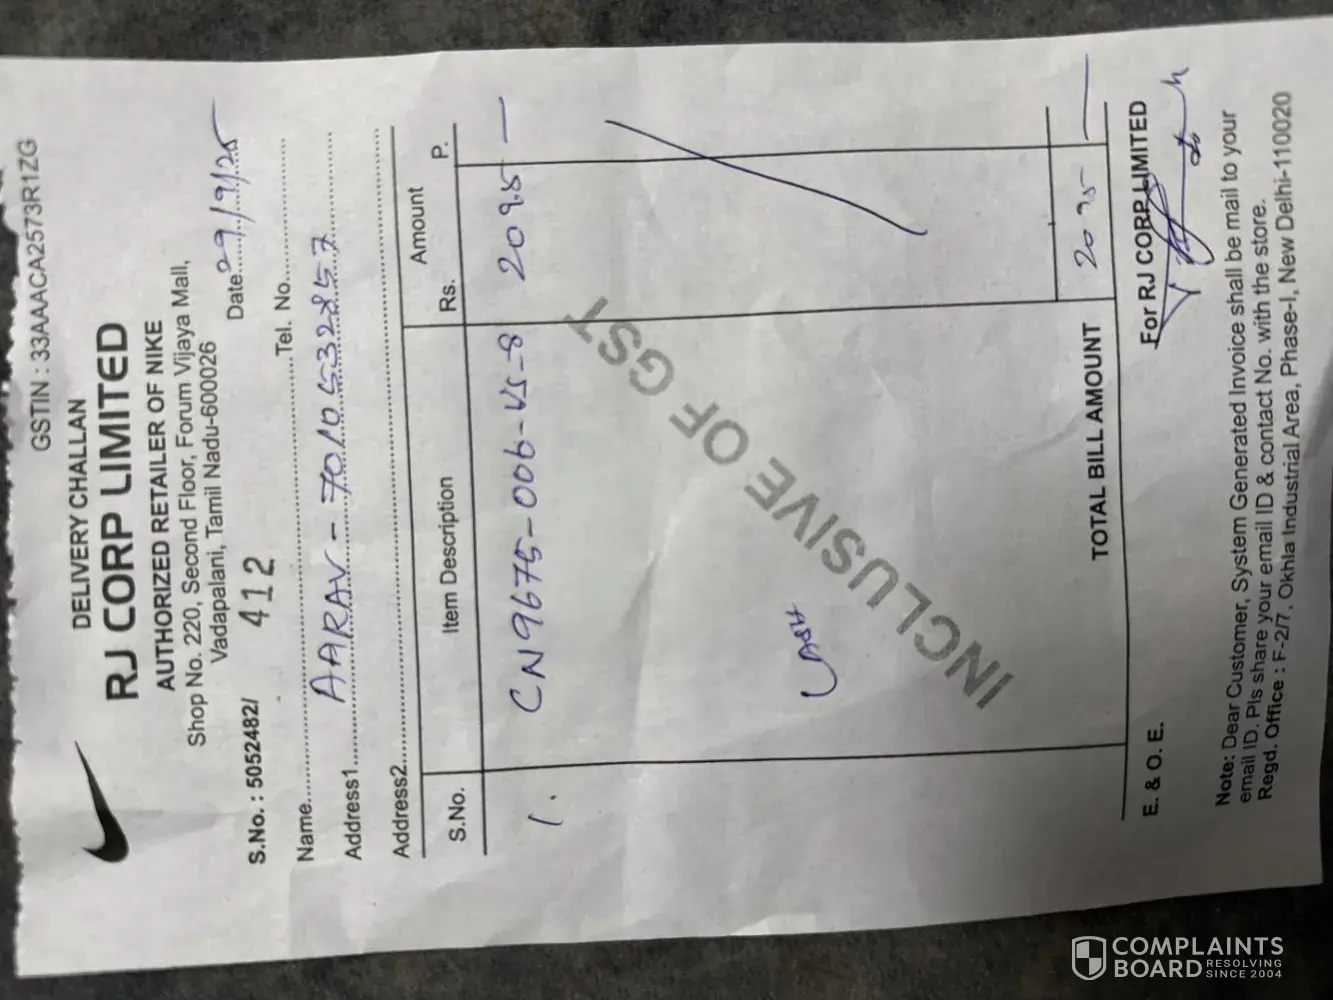 GSTIN : 33AAACA2573R1ZG
DELIVERY CHALLAN
RJ CORP LIMITED
AUTHORIZED RETAILER OF NIKE
Shop No. 220, Second Floor, Forum Vijaya Mall,
Vadapalani, Tamil Nadu-600026
S.No. : 5052482/ 412 Date 29/9/25
Name Tel. No.
Address1 AARAV - 7010532857
Address2
S.No. Item Description Amount
Rs. P.
1. CN9675-006-US-8 2095 —
CASH
INCLUSIVE OF GST
TOTAL BILL AMOUNT 2095 —
E. & O. E. For RJ CORP LIMITED
Note: Dear Customer, System Generated Invoice shall be mail to your
email ID. Pls share your email ID & contact No. with the store.
Regd. Office : F-2/7, Okhla Industrial Area, Phase-I, New Delhi-110020
COMPLAINTS
BOARD RESOLVING
SINCE 2004